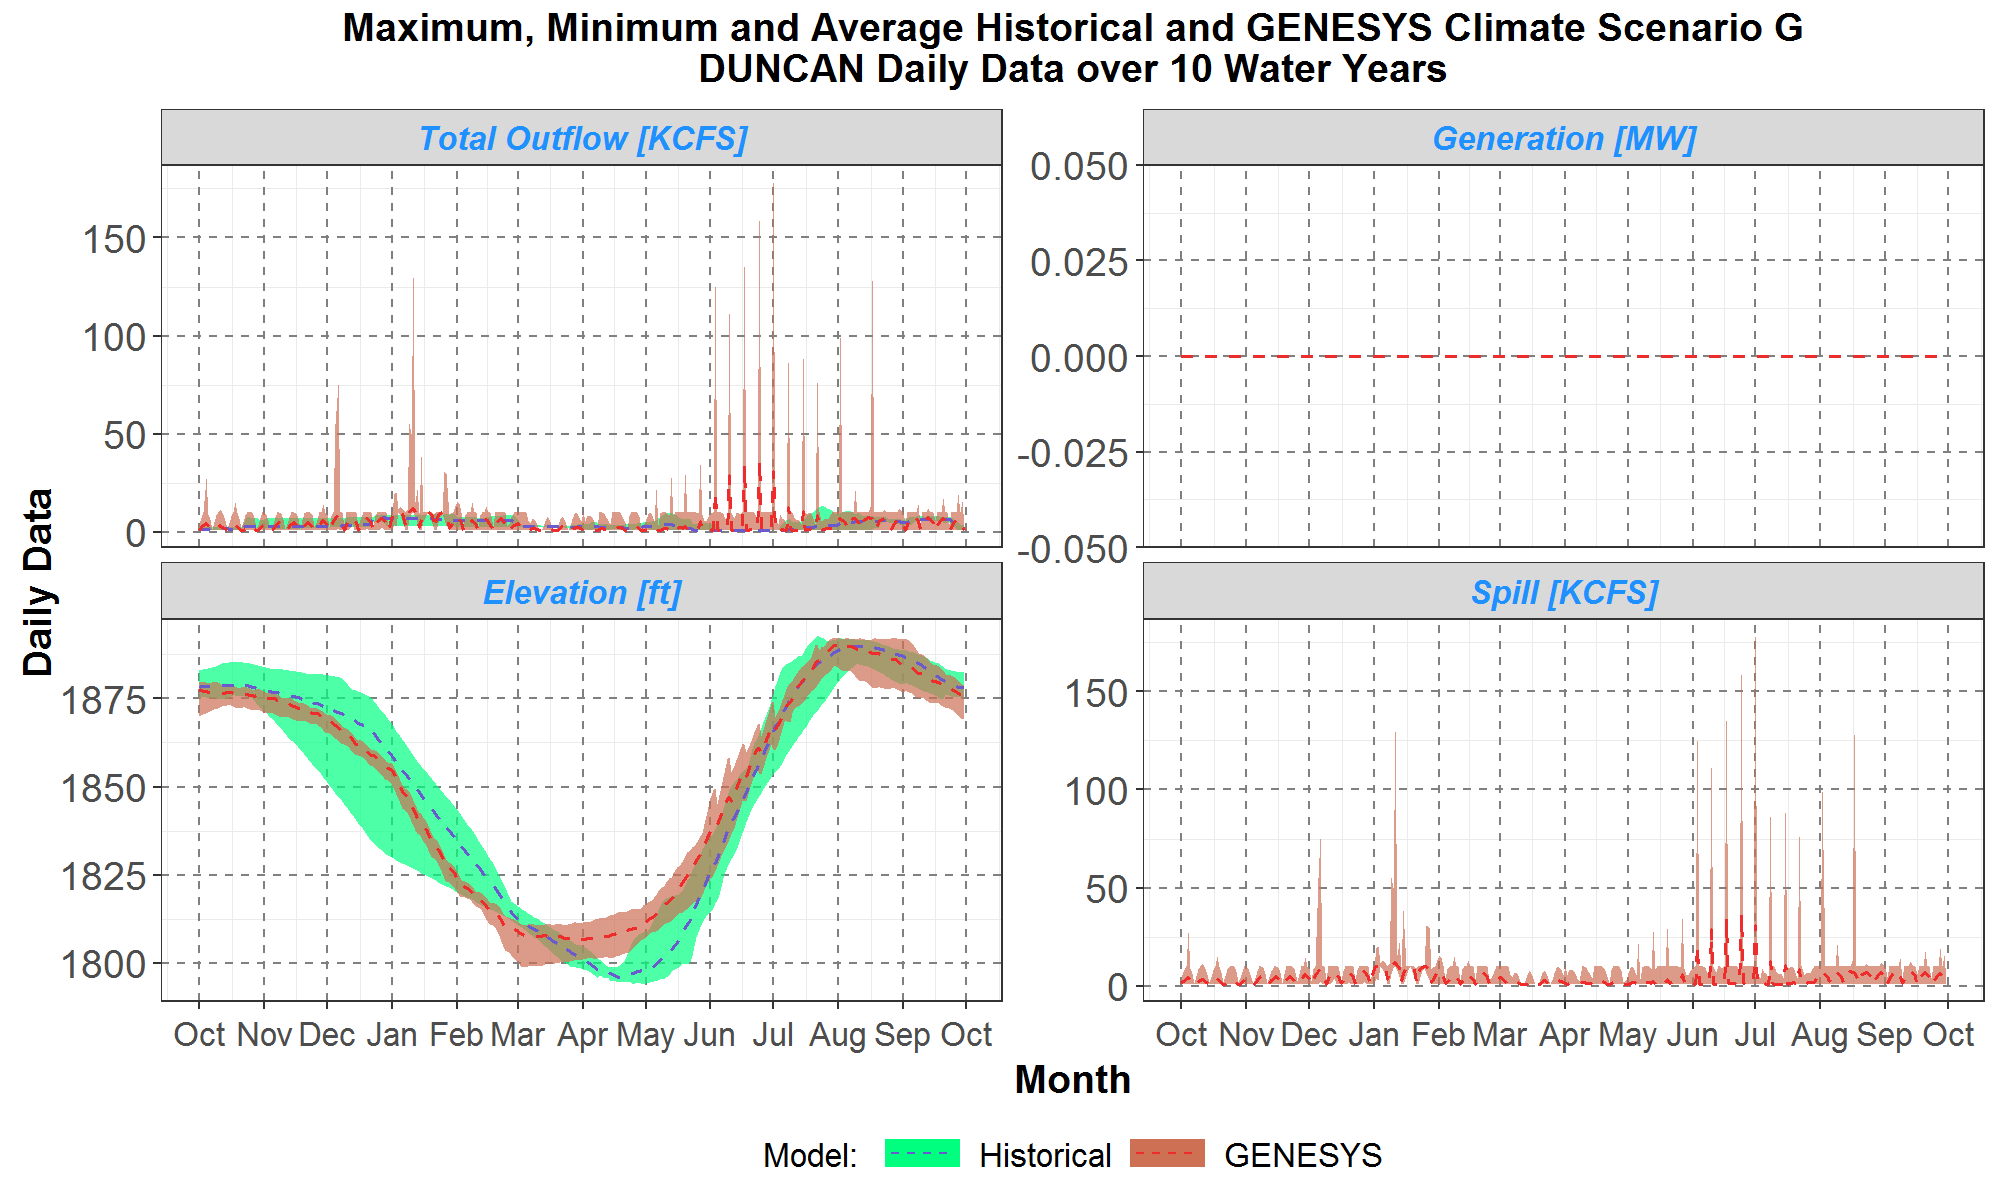 Maximum, Minimum and Average Historical and GENESYS Climate Scenario G
DUNCAN Daily Data over 10 Water Years
Total Outflow [KCFS]
Generation [MW]
150
100
50
0
0.050
0.025
0.000
-0.025
-0.050
Elevation [ft]
Spill [KCFS]
1875
1850
1825
1800
150
100
50
0
Oct Nov Dec Jan Feb Mar Apr May Jun Jul Aug Sep Oct
Oct Nov Dec Jan Feb Mar Apr May Jun Jul Aug Sep Oct
Daily Data
Month
Model: Historical GENESYS